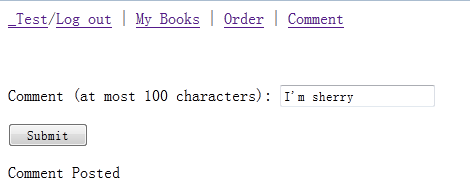 _Test/Log out | My Books | Order | Comment
Comment (at most 100 characters): I'm sherry
Submit
Comment Posted